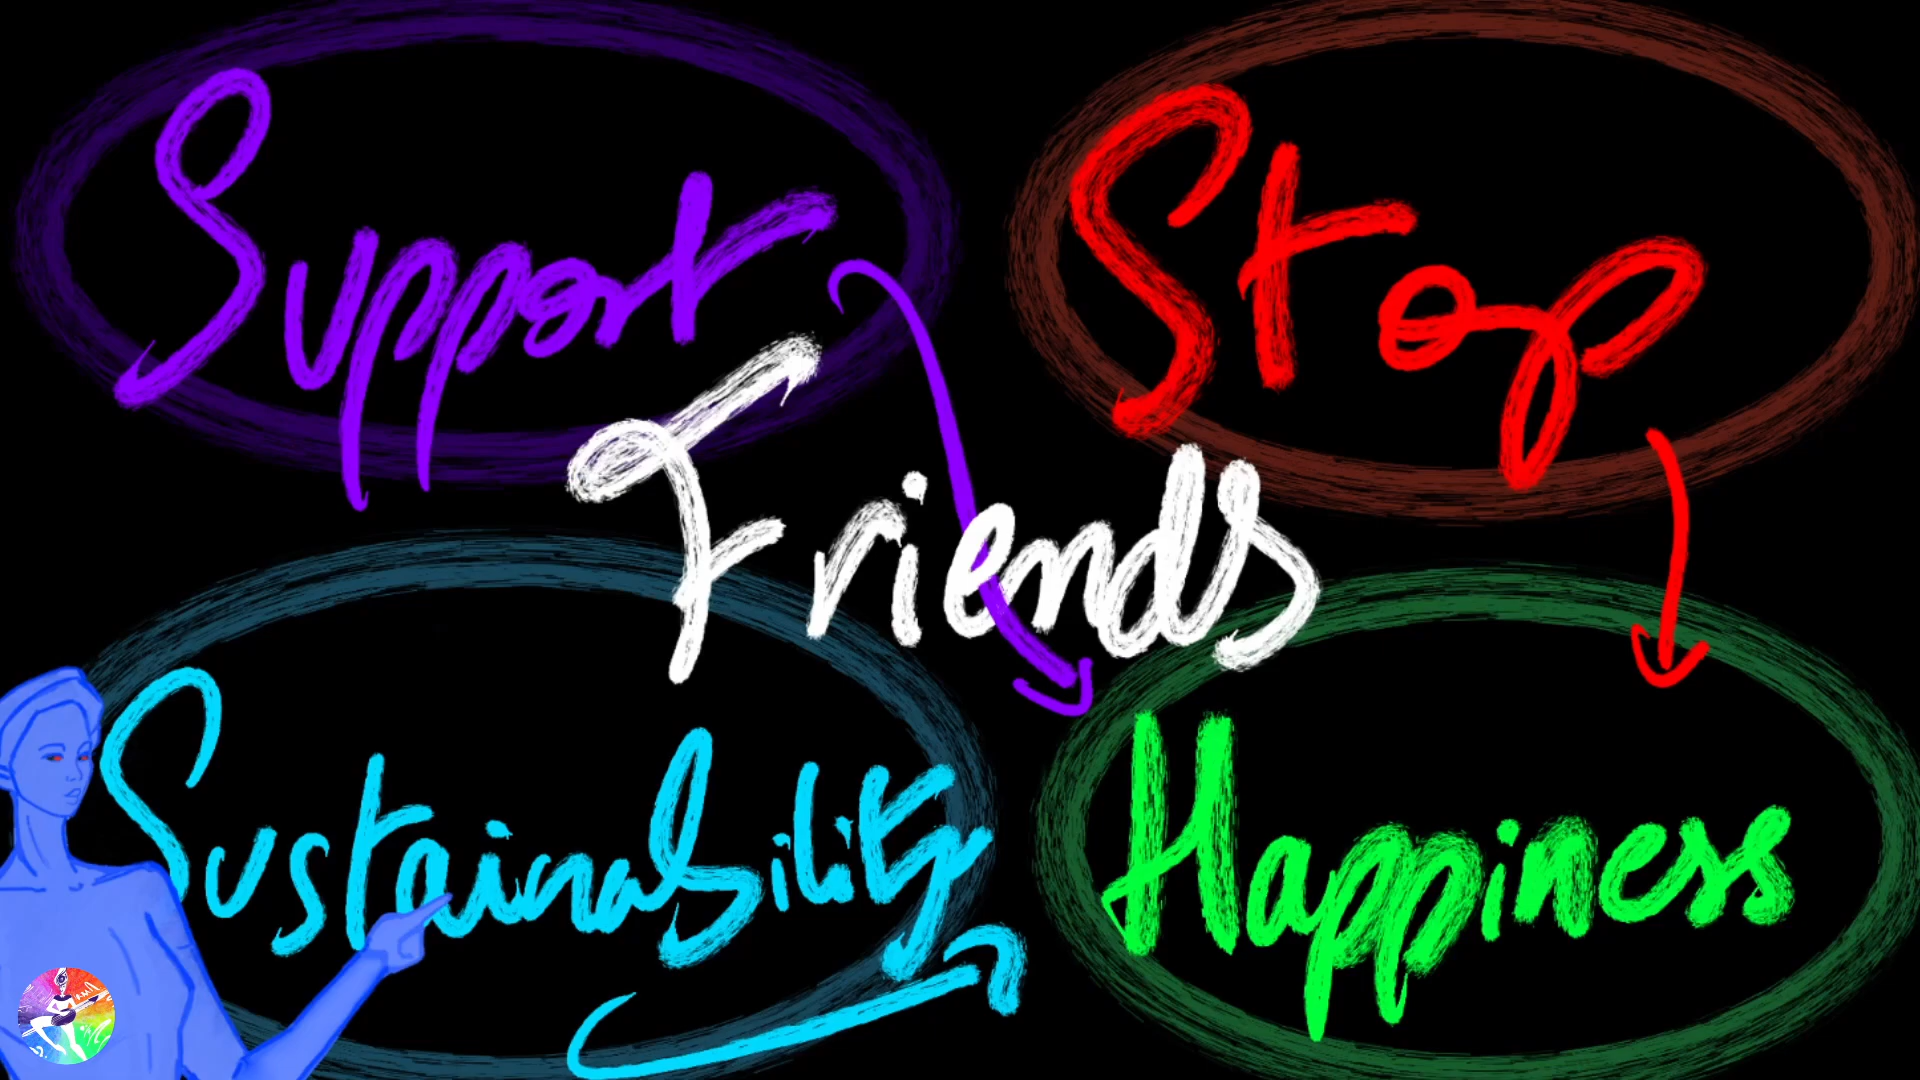 Support
Stop
Friends
Sustainability
Happiness